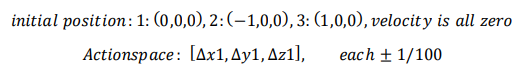 initial position: 1: (0,0,0), 2: (−1,0,0), 3: (1,0,0), velocity is all zero
Actionspace: [Δx1, Δy1, Δz1], each ± 1/100